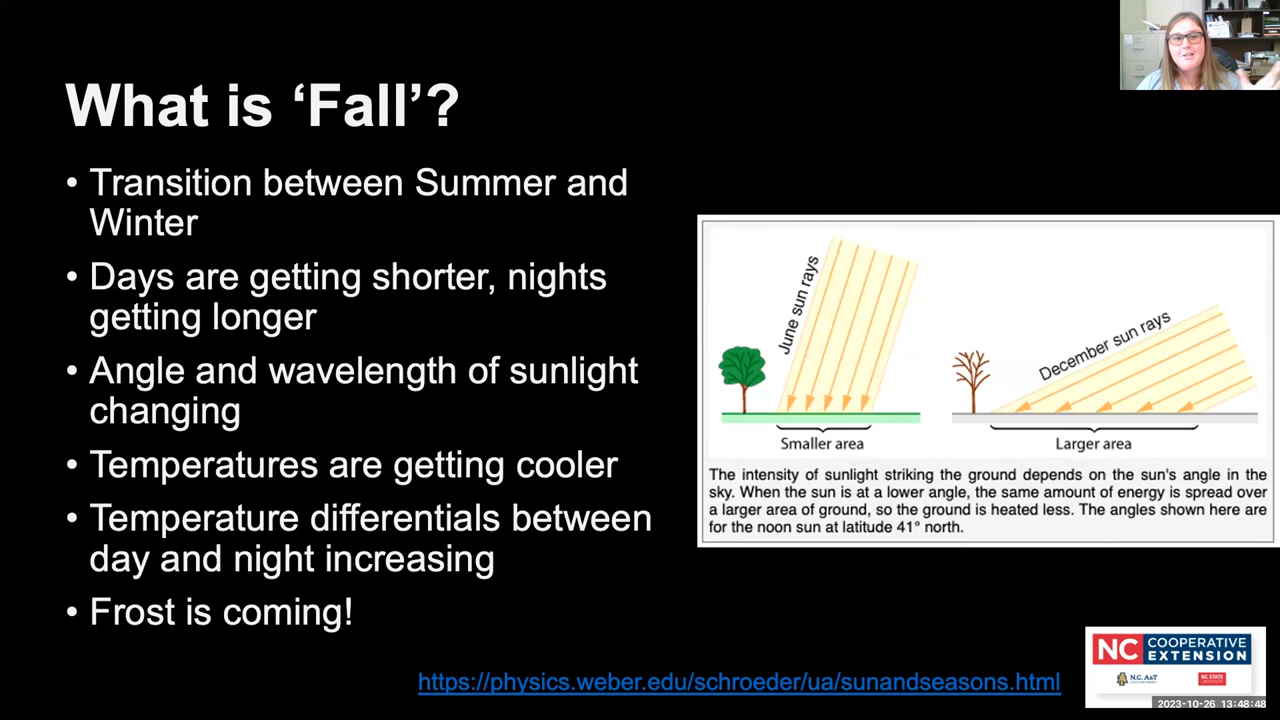 What is ‘Fall’?
• Transition between Summer and
Winter
• Days are getting shorter, nights
getting longer
• Angle and wavelength of sunlight
changing
• Temperatures are getting cooler
• Temperature differentials between
day and night increasing
• Frost is coming!
June sun rays
Smaller area
December sun rays
Larger area
The intensity of sunlight striking the ground depends on the sun's angle in the
sky. When the sun is at a lower angle, the same amount of energy is spread over
a larger area of ground, so the ground is heated less. The angles shown here are
for the noon sun at latitude 41° north.
https://physics.weber.edu/schroeder/ua/sunandseasons.html
NC COOPERATIVE
EXTENSION
N.C. A&T
NC STATE
2023-10-26 13:48:48